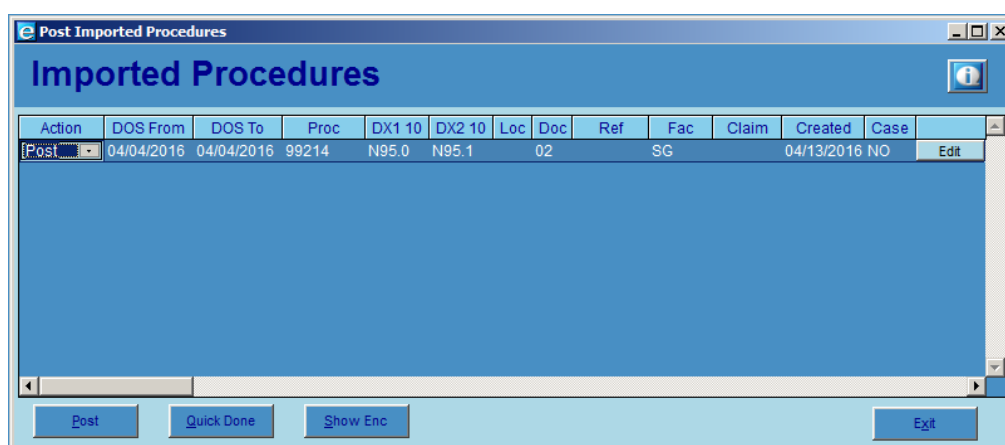 Post Imported Procedures
Imported Procedures
Action DOS From DOS To Proc DX1 10 DX2 10 Loc Doc Ref Fac Claim Created Case
Post 04/04/2016 04/04/2016 99214 N95.0 N95.1 02 SG 04/13/2016 NO Edit
Post Quick Done Show Enc Exit